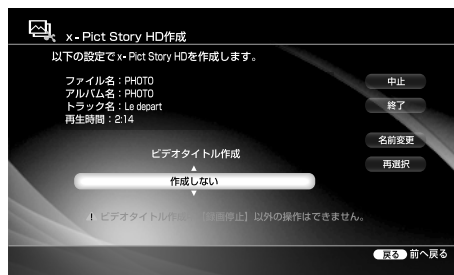 x-Pict Story HD作成
以下の設定でx-Pict Story HDを作成します。
ファイル名：PHOTO
アルバム名：PHOTO
トラック名：Le depart
再生時間：2:14
中止
終了
名前変更
再選択
ビデオタイトル作成
作成しない
ビデオタイトル作成 【録画停止】以外の操作はできません。
戻る 前へ戻る